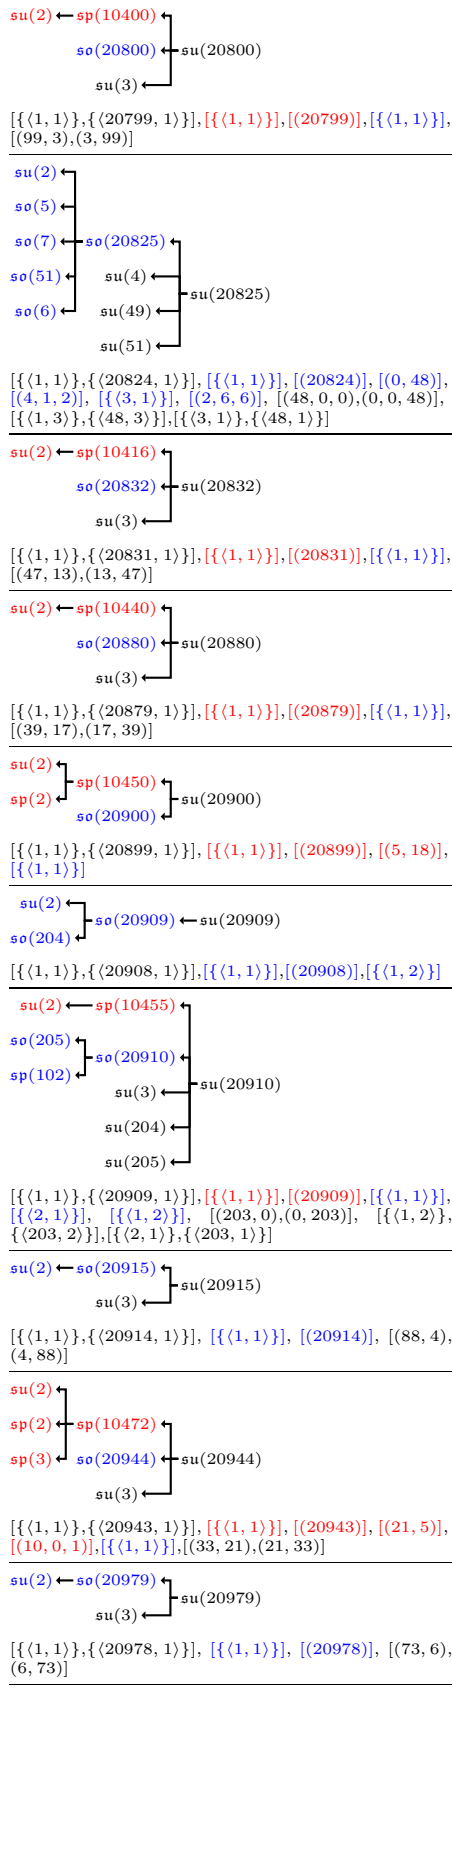 𝔰𝔲(2) 𝔰𝔭(10400)
𝔰𝔬(20800) 𝔰𝔲(20800)
𝔰𝔲(3)
[{⟨1, 1⟩},{⟨20799, 1⟩}],[{⟨1, 1⟩}],[(20799)],[{⟨1, 1⟩}],
[(99, 3),(3, 99)]
𝔰𝔲(2)
𝔰𝔬(5)
𝔰𝔬(7) 𝔰𝔬(20825)
𝔰𝔬(51) 𝔰𝔲(4)
𝔰𝔲(20825)
𝔰𝔬(6) 𝔰𝔲(49)
𝔰𝔲(51)
[{⟨1, 1⟩},{⟨20824, 1⟩}], [{⟨1, 1⟩}], [(20824)], [(0, 48)],
[(4, 1, 2)], [{⟨3, 1⟩}], [(2, 6, 6)], [(48, 0, 0),(0, 0, 48)],
[{⟨1, 3⟩},{⟨48, 3⟩}],[{⟨3, 1⟩},{⟨48, 1⟩}]
𝔰𝔲(2) 𝔰𝔭(10416)
𝔰𝔬(20832) 𝔰𝔲(20832)
𝔰𝔲(3)
[{⟨1, 1⟩},{⟨20831, 1⟩}],[{⟨1, 1⟩}],[(20831)],[{⟨1, 1⟩}],
[(47, 13),(13, 47)]
𝔰𝔲(2) 𝔰𝔭(10440)
𝔰𝔬(20880) 𝔰𝔲(20880)
𝔰𝔲(3)
[{⟨1, 1⟩},{⟨20879, 1⟩}],[{⟨1, 1⟩}],[(20879)],[{⟨1, 1⟩}],
[(39, 17),(17, 39)]
𝔰𝔲(2)
𝔰𝔭(10450)
𝔰𝔭(2) 𝔰𝔲(20900)
𝔰𝔬(20900)
[{⟨1, 1⟩},{⟨20899, 1⟩}], [{⟨1, 1⟩}], [(20899)], [(5, 18)],
[{⟨1, 1⟩}]
𝔰𝔲(2)
𝔰𝔬(20909) 𝔰𝔲(20909)
𝔰𝔬(204)
[{⟨1, 1⟩},{⟨20908, 1⟩}],[{⟨1, 1⟩}],[(20908)],[{⟨1, 2⟩}]
𝔰𝔲(2) 𝔰𝔭(10455)
𝔰𝔬(205)
𝔰𝔬(20910)
𝔰𝔭(102) 𝔰𝔲(20910)
𝔰𝔲(3)
𝔰𝔲(204)
𝔰𝔲(205)
[{⟨1, 1⟩},{⟨20909, 1⟩}],[{⟨1, 1⟩}],[(20909)],[{⟨1, 1⟩}],
[{⟨2, 1⟩}], [{⟨1, 2⟩}], [(203, 0),(0, 203)], [{⟨1, 2⟩},
{⟨203, 2⟩}],[{⟨2, 1⟩},{⟨203, 1⟩}]
𝔰𝔲(2) 𝔰𝔬(20915)
𝔰𝔲(20915)
𝔰𝔲(3)
[{⟨1, 1⟩},{⟨20914, 1⟩}], [{⟨1, 1⟩}], [(20914)], [(88, 4),
(4, 88)]
𝔰𝔲(2)
𝔰𝔭(2) 𝔰𝔭(10472)
𝔰𝔭(3) 𝔰𝔬(20944) 𝔰𝔲(20944)
𝔰𝔲(3)
[{⟨1, 1⟩},{⟨20943, 1⟩}], [{⟨1, 1⟩}], [(20943)], [(21, 5)],
[(10, 0, 1)],[{⟨1, 1⟩}],[(33, 21),(21, 33)]
𝔰𝔲(2) 𝔰𝔬(20979)
𝔰𝔲(20979)
𝔰𝔲(3)
[{⟨1, 1⟩},{⟨20978, 1⟩}], [{⟨1, 1⟩}], [(20978)], [(73, 6),
(6, 73)]